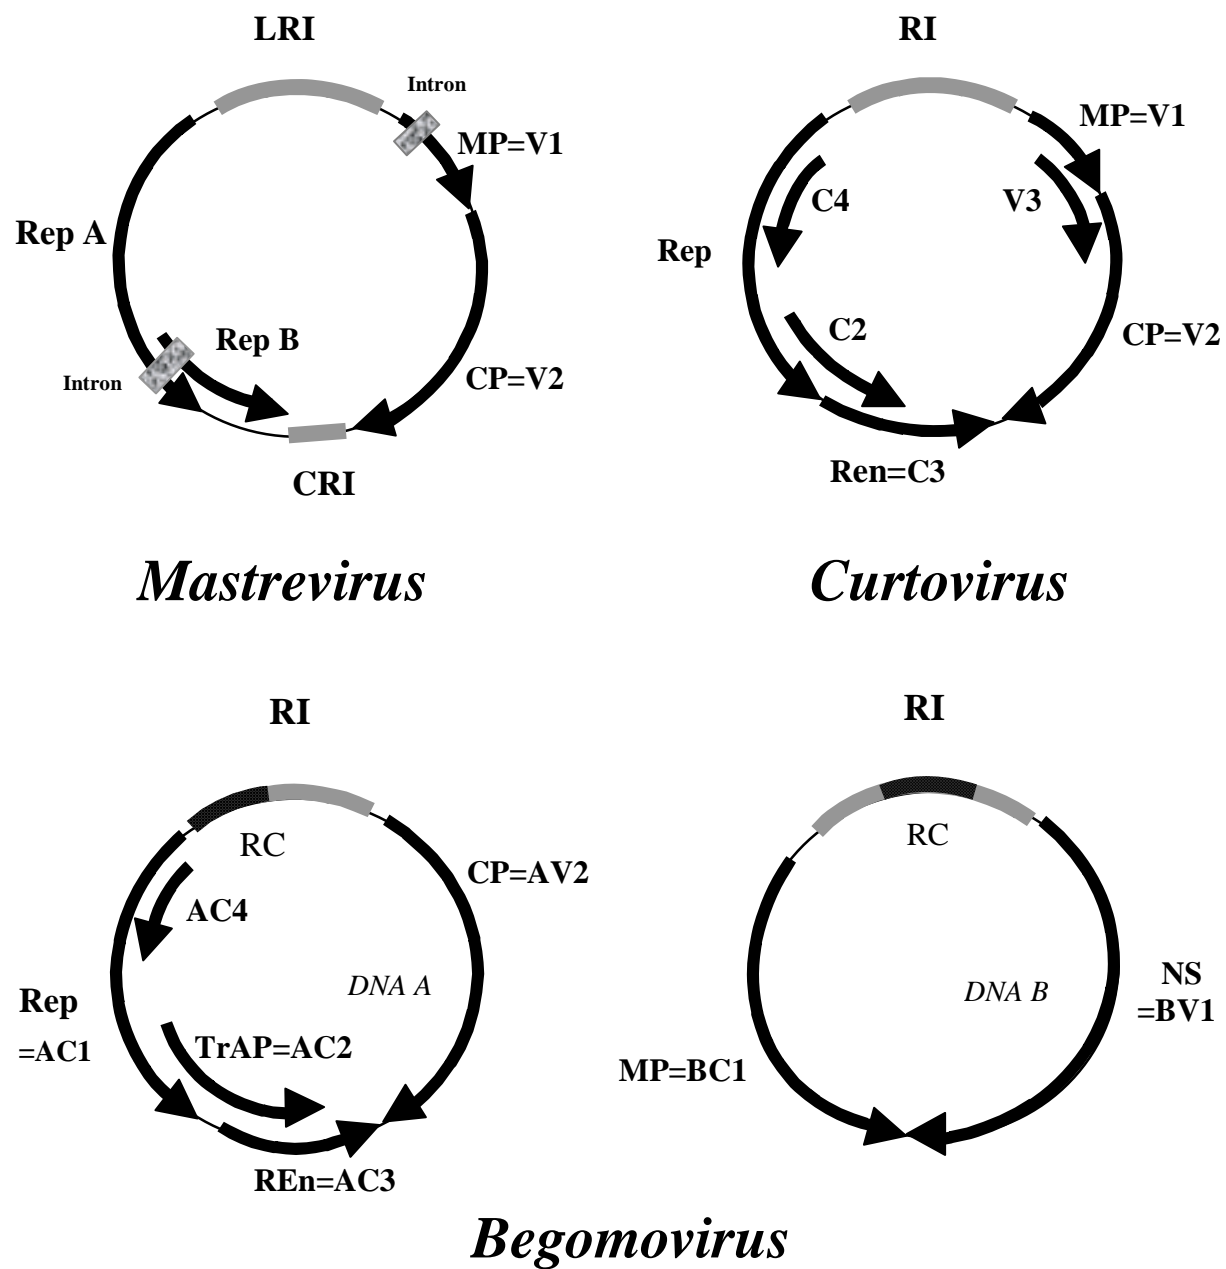 LRI
Intron
MP=V1
Rep A
Rep B
Intron
CP=V2
CRI
Mastrevirus
RI
MP=V1
C4
V3
Rep
C2
CP=V2
Ren=C3
Curtovirus
RI
RC
CP=AV2
AC4
DNA A
Rep
=AC1
TrAP=AC2
REn=AC3
RI
RC
DNA B
NS
=BV1
MP=BC1
Begomovirus